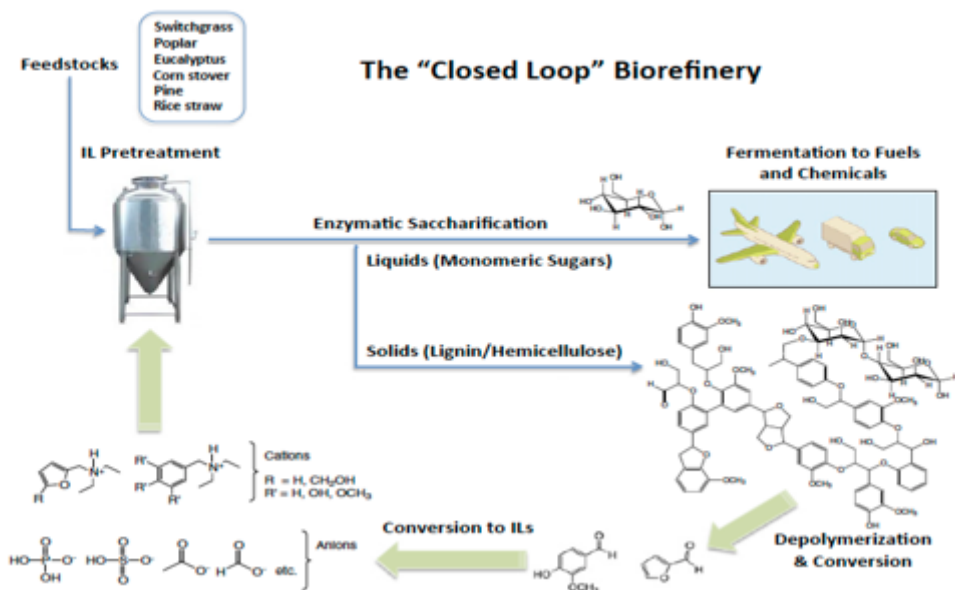 Switchgrass
Poplar
Eucalyptus
Corn stover
Pine
Rice straw
Feedstocks
The “Closed Loop” Biorefinery
IL Pretreatment
Fermentation to Fuels
and Chemicals
Enzymatic Saccharification
Liquids (Monomeric Sugars)
Solids (Lignin/Hemicellulose)
Cations
R = H, CH₂OH
R' = H, OH, OCH₃
Conversion to ILs
Anions
etc.
Depolymerization
& Conversion